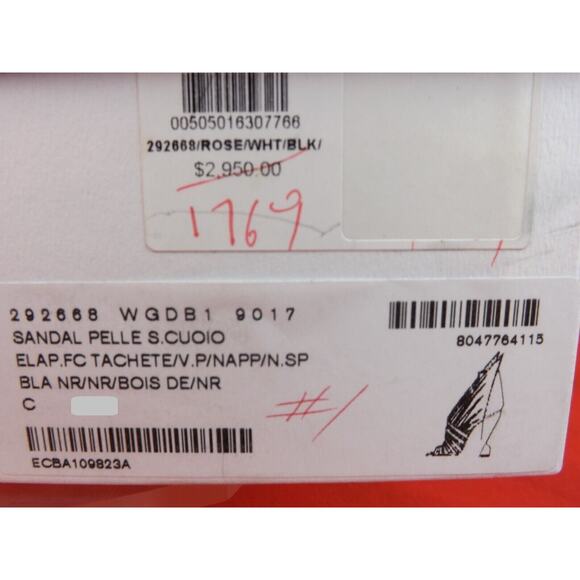 00505016307766
292668/ROSE/WHT/BLK/
$2,950.00
1769
292668 WGDB1 9017
SANDAL PELLE S.CUOIO
8047764115
ELAP.FC TACHETE/V.P/NAPP/N.SP
BLA NR/NR/BOIS DE/NR
C
#1
ECBA109823A